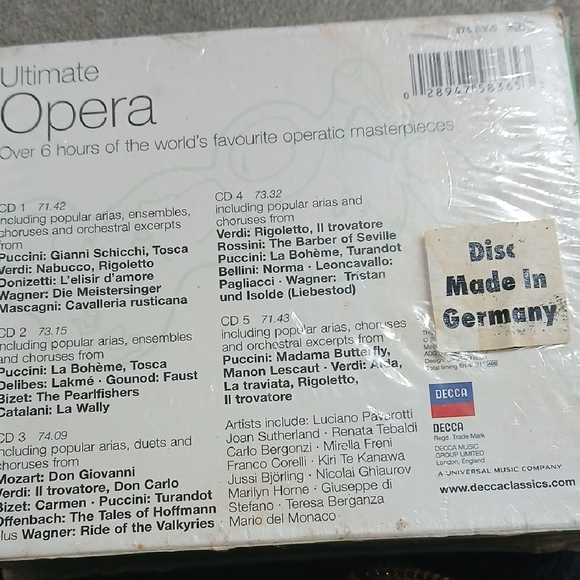 Ultimate
Opera
Over 6 hours of the world's favourite operatic masterpieces
0 28947 58365
CD 1 71.42
including popular arias, ensembles,
choruses and orchestral excerpts
from
Puccini: Gianni Schicchi, Tosca
Verdi: Nabucco, Rigoletto
Donizetti: L'elisir d'amore
Wagner: Die Meistersinger
Mascagni: Cavalleria rusticana
CD 2 73.15
including popular arias, ensembles
and choruses from
Puccini: La Bohème, Tosca
Delibes: Lakmé · Gounod: Faust
Bizet: The Pearlfishers
Catalani: La Wally
CD 3 74.09
including popular arias, duets and
choruses from
Mozart: Don Giovanni
Verdi: Il trovatore, Don Carlo
Bizet: Carmen · Puccini: Turandot
Offenbach: The Tales of Hoffmann
plus Wagner: Ride of the Valkyries
CD 4 73.32
including popular arias and
choruses from
Verdi: Rigoletto, Il trovatore
Rossini: The Barber of Seville
Puccini: La Bohème, Turandot
Bellini: Norma · Leoncavallo:
Pagliacci · Wagner: Tristan
und Isolde (Liebestod)
CD 5 71.43
including popular arias, choruses
and orchestral excerpts from
Puccini: Madama Butterfly,
Manon Lescaut · Verdi: Aida,
La traviata, Rigoletto,
Il trovatore
Artists include: Luciano Pavarotti
Joan Sutherland · Renata Tebaldi
Carlo Bergonzi · Mirella Freni
Franco Corelli · Kiri Te Kanawa
Jussi Björling · Nicolai Ghiaurov
Marilyn Horne · Giuseppe di
Stefano · Teresa Berganza
Mario del Monaco
Disc
Made In
Germany
DECCA
DECCA
Regd. Trade Mark
DECCA MUSIC
GROUP LIMITED
London, England
A UNIVERSAL MUSIC COMPANY
www.deccaclassics.com